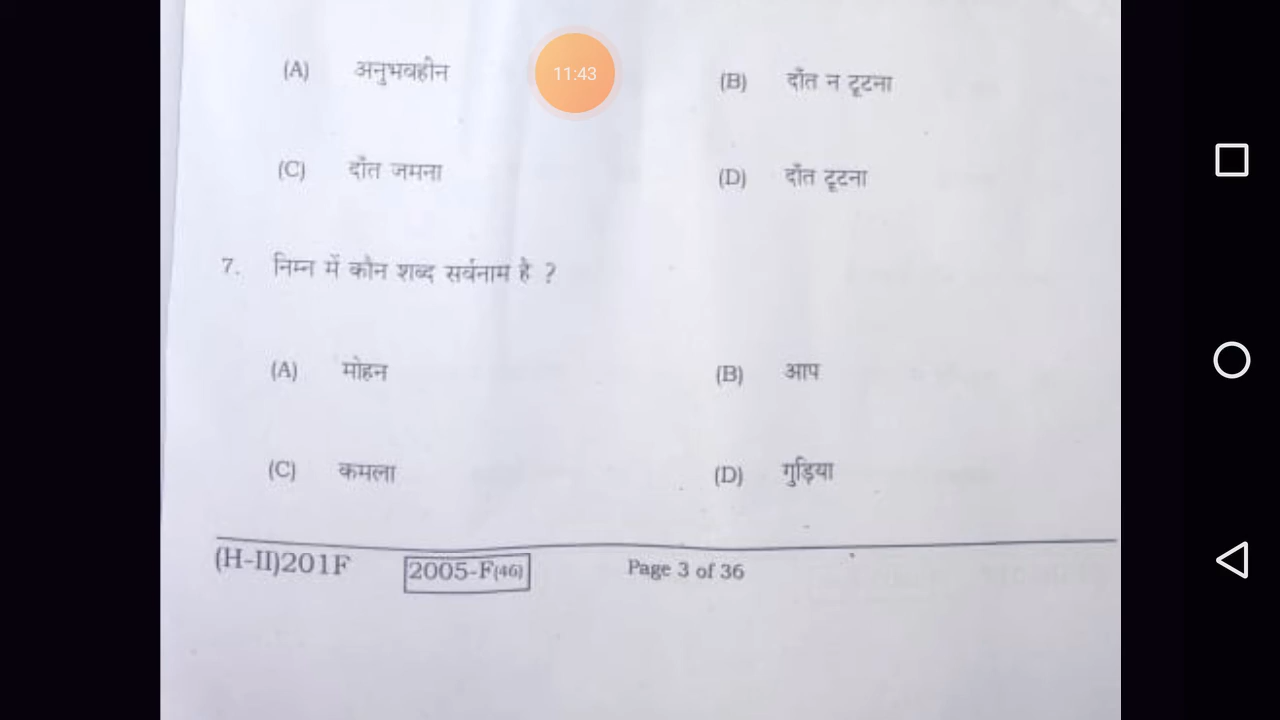 (A) अनुभवहीन 11:43 (B) दाँत न टूटना
(C) दाँत जमना (D) दाँत टूटना
7. निम्न में कौन शब्द सर्वनाम है ?
(A) मोहन (B) आप
(C) कमला (D) गुड़िया
(H-II)201F 2005-F(46) Page 3 of 36